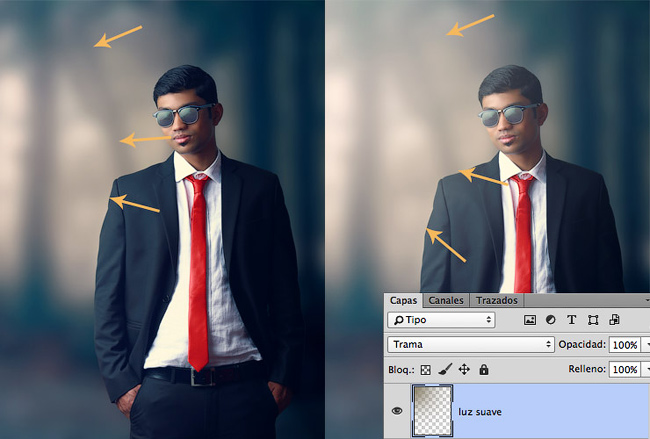 Capas Canales Trazados
Tipo
Trama Opacidad: 100%
Bloq.: Relleno: 100%
luz suave